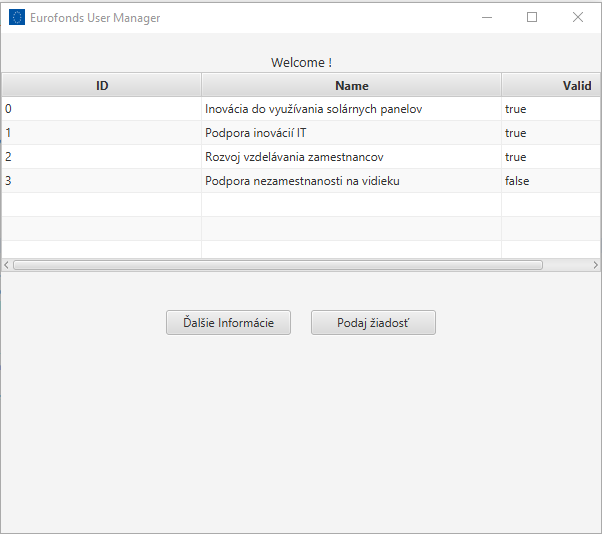 Eurofonds User Manager
Welcome !
ID Name Valid
0 Inovácia do využívania solárnych panelov true
1 Podpora inovácií IT true
2 Rozvoj vzdelávania zamestnancov true
3 Podpora nezamestnanosti na vidieku false
Ďalšie Informácie Podaj žiadosť